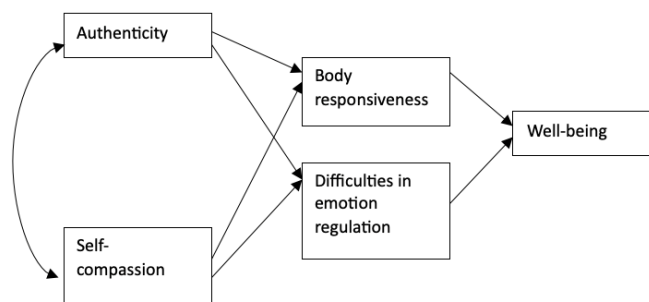 Authenticity
Body
responsiveness
Well-being
Difficulties in
emotion
regulation
Self-
compassion